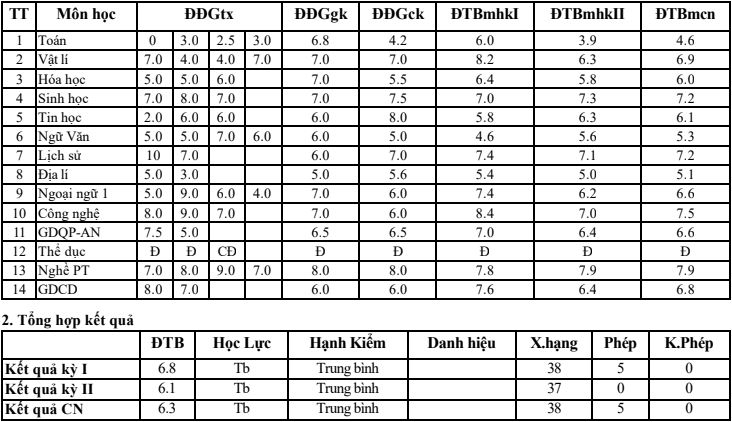 TT Môn học ĐĐGtx ĐĐGgk ĐĐGck ĐTBmhkI ĐTBmhkII ĐTBmcn
1 Toán 0 3.0 2.5 3.0 6.8 4.2 6.0 3.9 4.6
2 Vật lí 7.0 4.0 4.0 7.0 7.0 7.0 8.2 6.3 6.9
3 Hóa học 5.0 5.0 6.0 7.0 5.5 6.4 5.8 6.0
4 Sinh học 7.0 8.0 7.0 7.0 7.5 7.0 7.3 7.2
5 Tin học 2.0 6.0 6.0 6.0 8.0 5.8 6.3 6.1
6 Ngữ Văn 5.0 5.0 7.0 6.0 6.0 5.0 4.6 5.6 5.3
7 Lịch sử 10 7.0 6.0 7.0 7.4 7.1 7.2
8 Địa lí 5.0 3.0 5.0 5.6 5.4 5.0 5.1
9 Ngoại ngữ 1 5.0 9.0 6.0 4.0 7.0 6.0 7.4 6.2 6.6
10 Công nghệ 8.0 9.0 7.0 7.0 6.0 8.4 7.0 7.5
11 GDQP-AN 7.5 5.0 6.5 6.5 7.0 6.4 6.6
12 Thể dục Đ Đ CĐ Đ Đ Đ Đ Đ
13 Nghề PT 7.0 8.0 9.0 7.0 8.0 8.0 7.8 7.9 7.9
14 GDCD 8.0 7.0 6.0 6.0 7.6 6.4 6.8
2. Tổng hợp kết quả
ĐTB Học Lực Hạnh Kiểm Danh hiệu X.hạng Phép K.Phép
Kết quả kỳ I 6.8 Tb Trung bình 38 5 0
Kết quả kỳ II 6.1 Tb Trung bình 37 0 0
Kết quả CN 6.3 Tb Trung bình 38 5 0